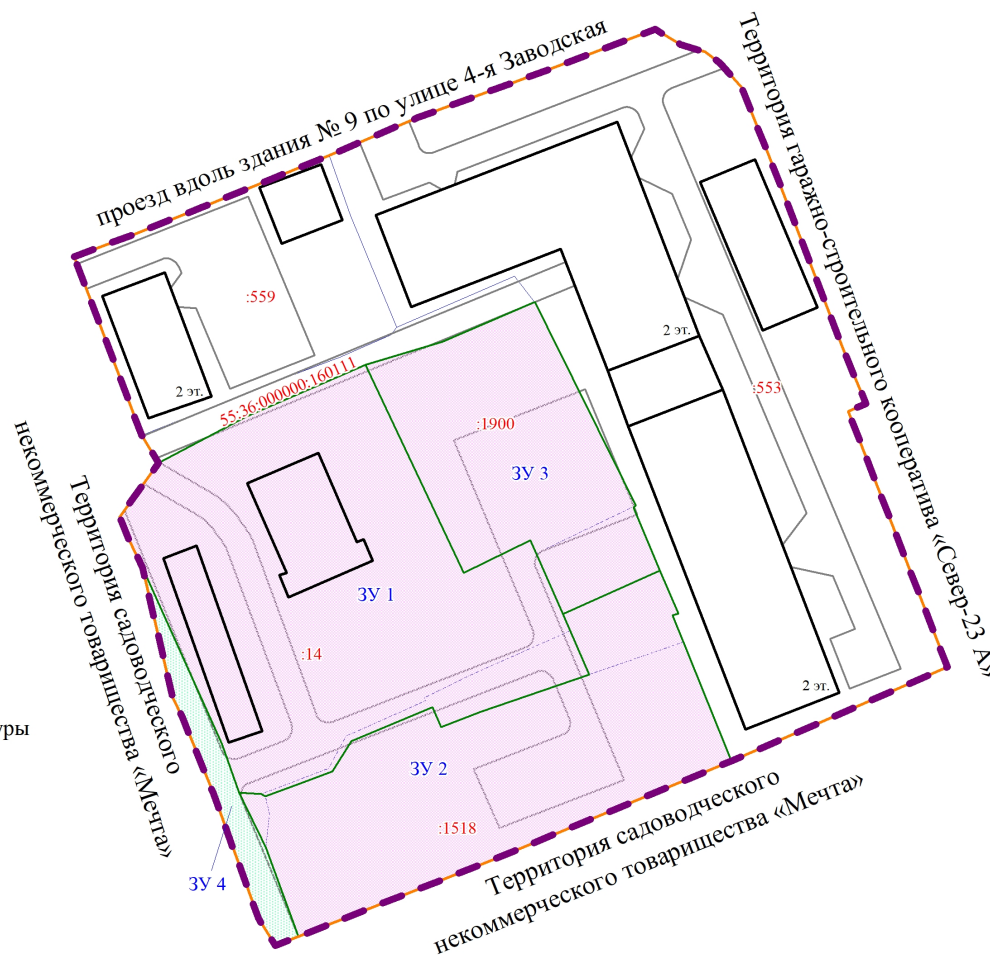 проезд вдоль здания № 9 по улице 4-я Заводская
Территория гаражно-строительного кооператива «Север-23 А»
:559
2 эт.
2 эт.
55:36:000000:160111
:553
:1900
ЗУ 3
Территория садоводческого
некоммерческого товарищества «Мечта»
ЗУ 1
:14
2 эт.
уры
ЗУ 2
:1518
ЗУ 4
Территория садоводческого
некоммерческого товарищества «Мечта»